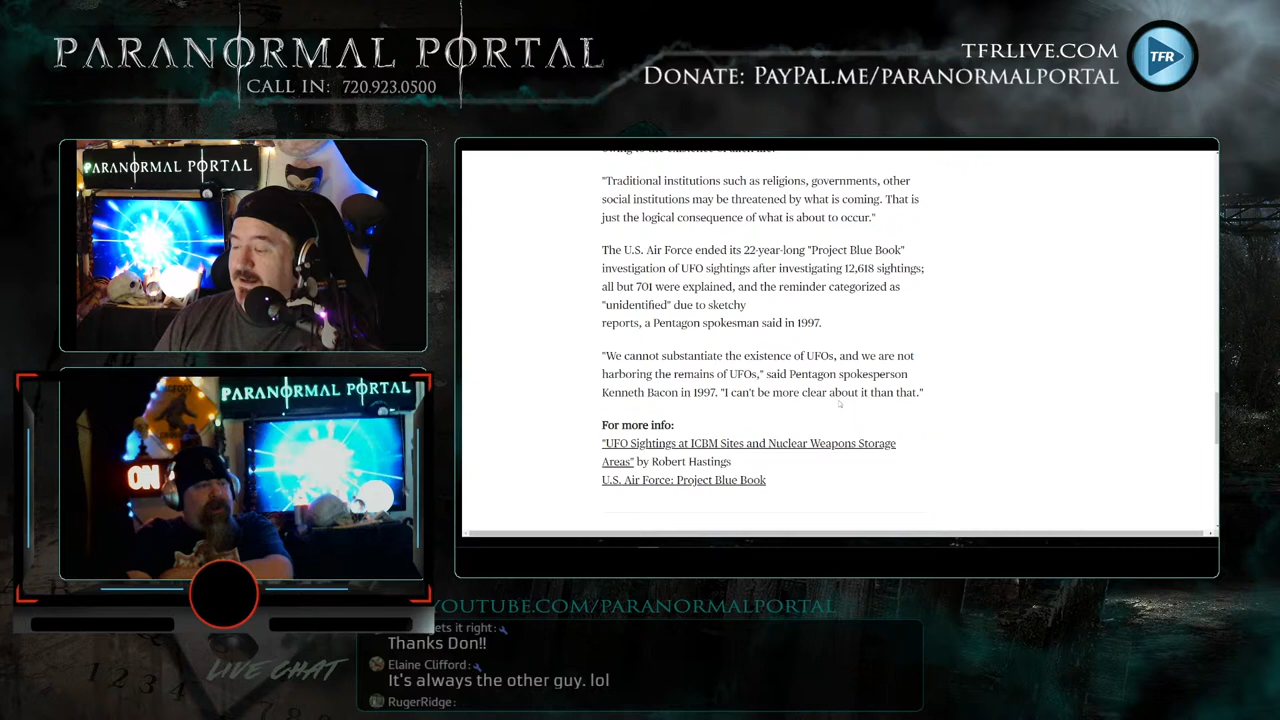 PARANORMAL PORTAL
CALL IN: 720.923.0500
TFRLIVE.COM
DONATE: PAYPAL.ME/PARANORMALPORTAL
TFR
PARANORMAL PORTAL
PARANORMAL PORTAL
BIGFOOT
ON
"Traditional institutions such as religions, governments, other
social institutions may be threatened by what is coming. That is
just the logical consequence of what is about to occur."
The U.S. Air Force ended its 22-year-long "Project Blue Book"
investigation of UFO sightings after investigating 12,618 sightings;
all but 701 were explained, and the reminder categorized as
"unidentified" due to sketchy
reports, a Pentagon spokesman said in 1997.
"We cannot substantiate the existence of UFOs, and we are not
harboring the remains of UFOs," said Pentagon spokesperson
Kenneth Bacon in 1997. "I can't be more clear about it than that."
For more info:
"UFO Sightings at ICBM Sites and Nuclear Weapons Storage
Areas" by Robert Hastings
U.S. Air Force: Project Blue Book
YOUTUBE.COM/PARANORMALPORTAL
LIVE CHAT
ets it right:
Thanks Don!!
Elaine Clifford:
It's always the other guy. lol
RugerRidge:
1 2 3 4